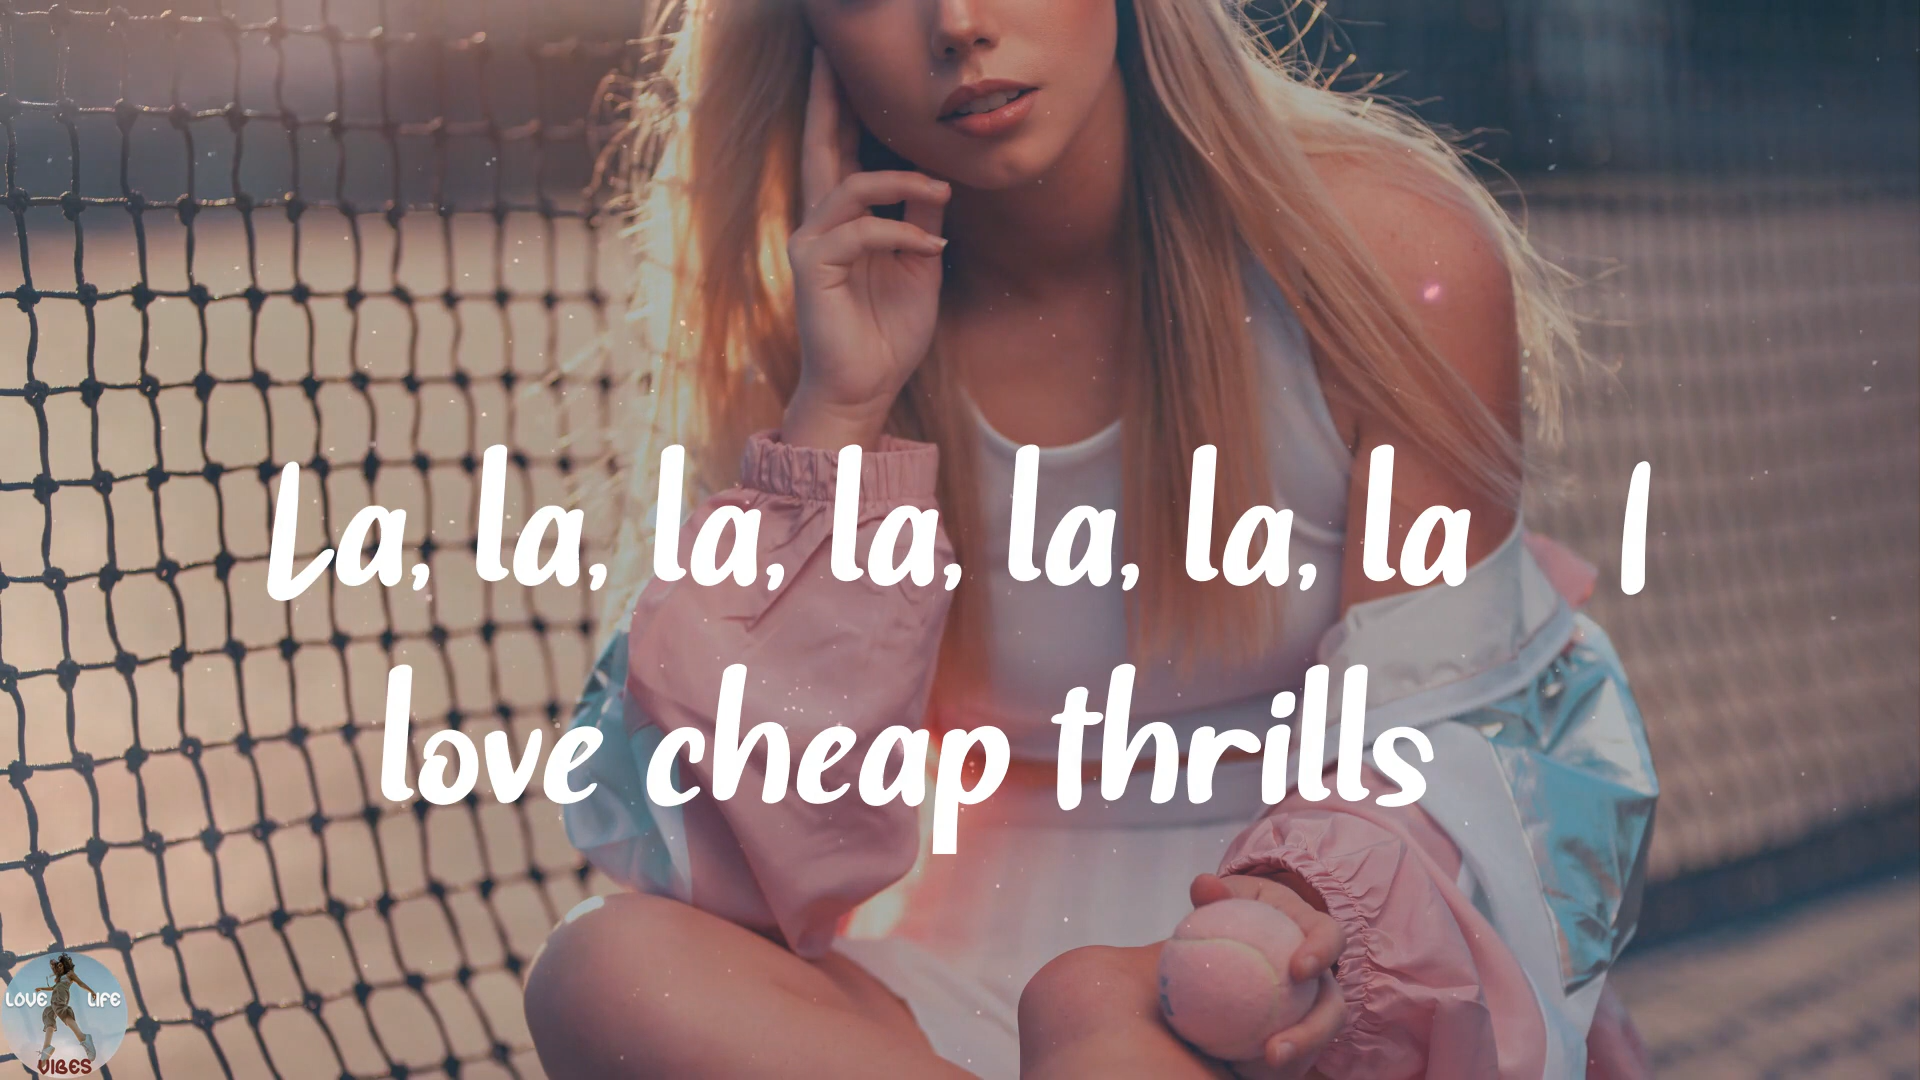 La, la, la, la, la, la, la I
love cheap thrills
LOVE LIFE
VIBES